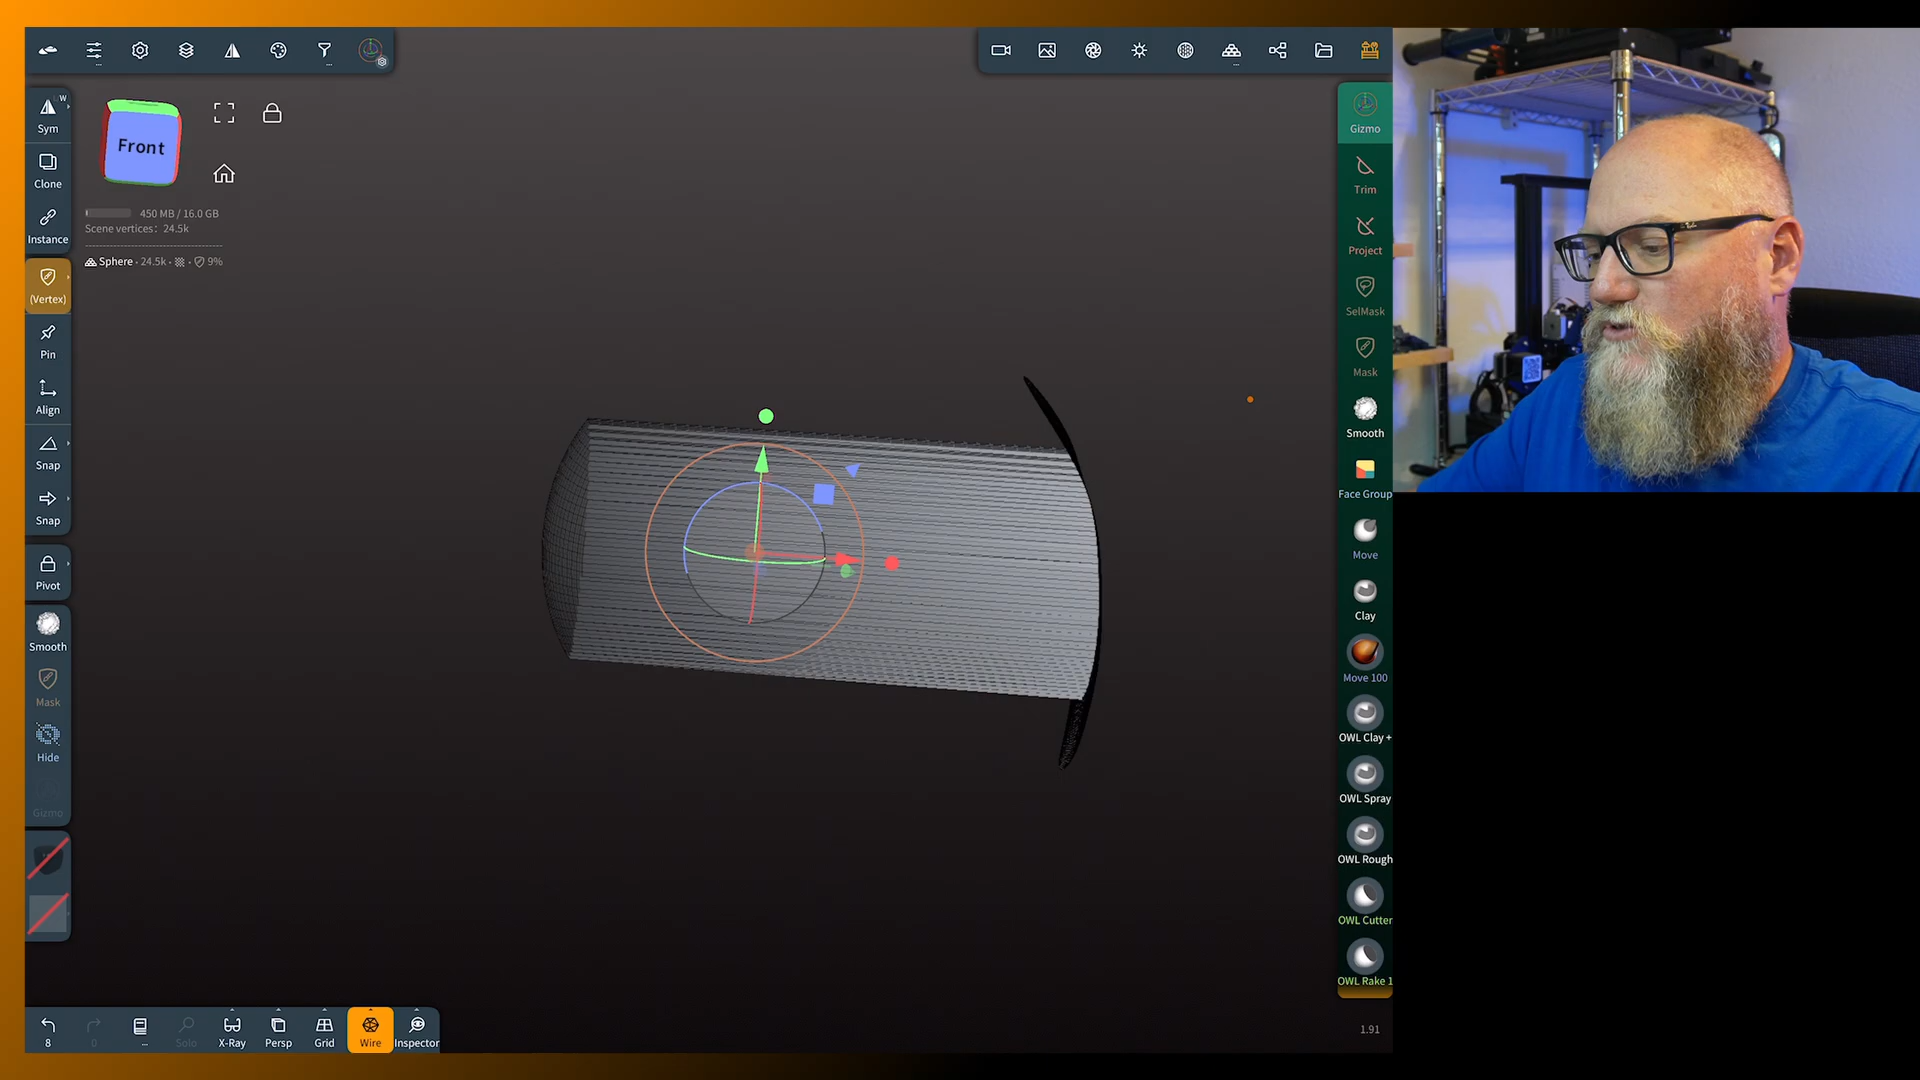 W
Sym
Clone
Instance
(Vertex)
Pin
Align
Snap
Snap
Pivot
Smooth
Mask
Hide
Gizmo
Front
450 MB / 16.0 GB
Scene vertices: 24.5k
Sphere · 24.5k · · 9%
8
0
...
Solo
X-Ray
Persp
Grid
Wire
Inspector
Gizmo
Trim
Project
SelMask
Mask
Smooth
Face Group
Move
Clay
Move 100
OWL Clay +
OWL Spray
OWL Rough
OWL Cutter
OWL Rake 1
1.91